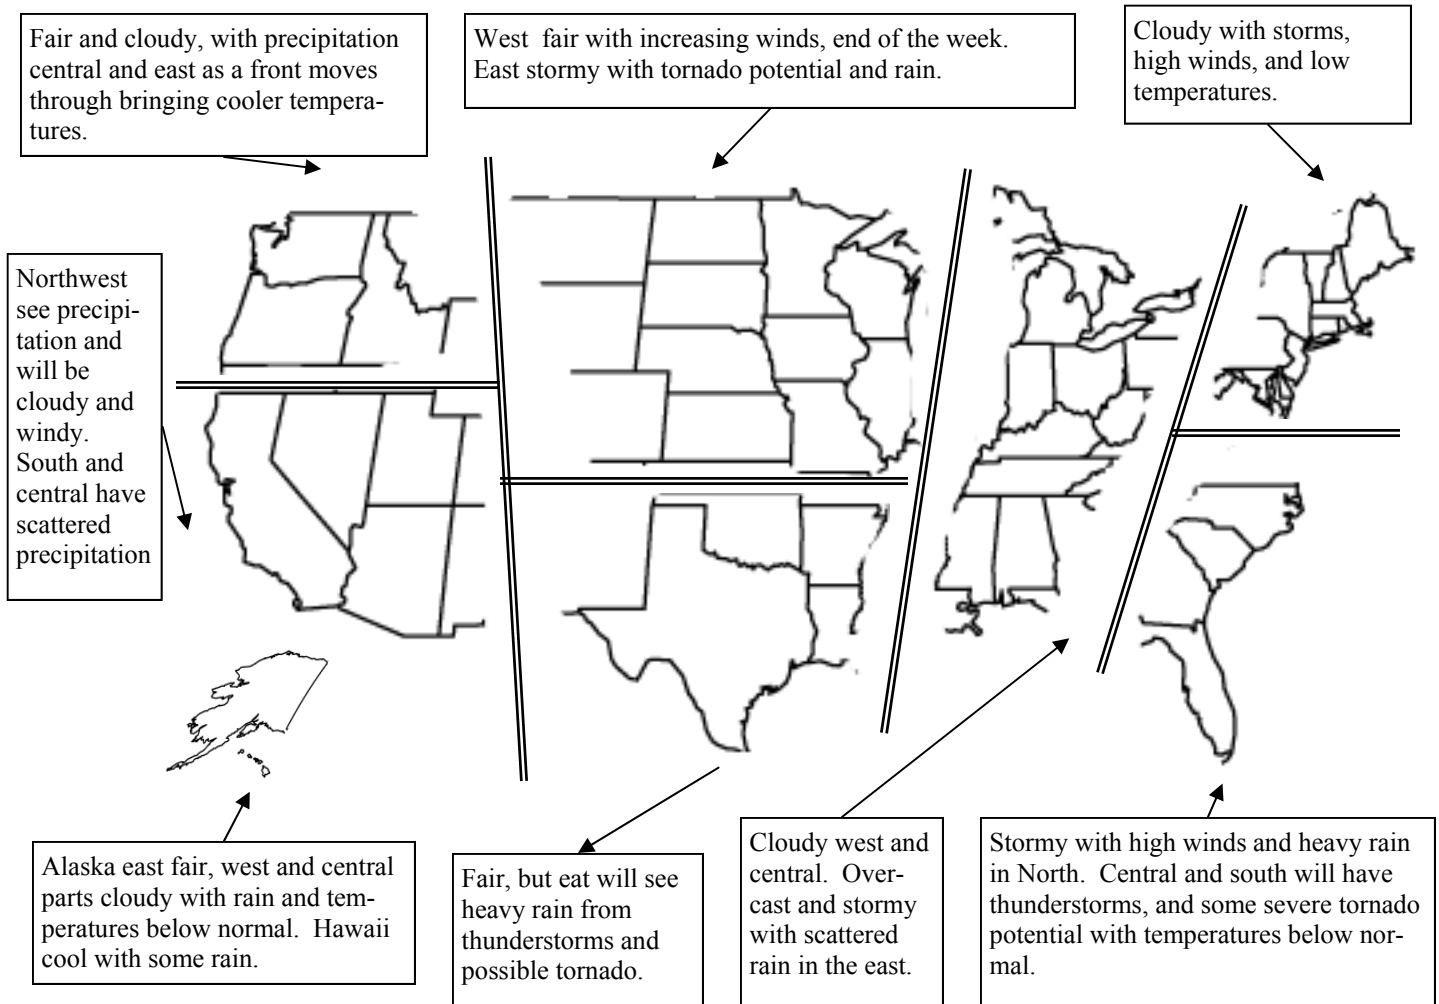 Fair and cloudy, with precipitation
central and east as a front moves
through bringing cooler tempera-
tures.
West  fair with increasing winds, end of the week.
East stormy with tornado potential and rain.
Cloudy with storms,
high winds, and low
temperatures.
Northwest
see precipi-
tation and
will be
cloudy and
windy.
South and
central have
scattered
precipitation
Alaska east fair, west and central
parts cloudy with rain and tem-
peratures below normal.  Hawaii
cool with some rain.
Fair, but eat will see
heavy rain from
thunderstorms and
possible tornado.
Cloudy west and
central.  Over-
cast and stormy
with scattered
rain in the east.
Stormy with high winds and heavy rain
in North.  Central and south will have
thunderstorms, and some severe tornado
potential with temperatures below nor-
mal.